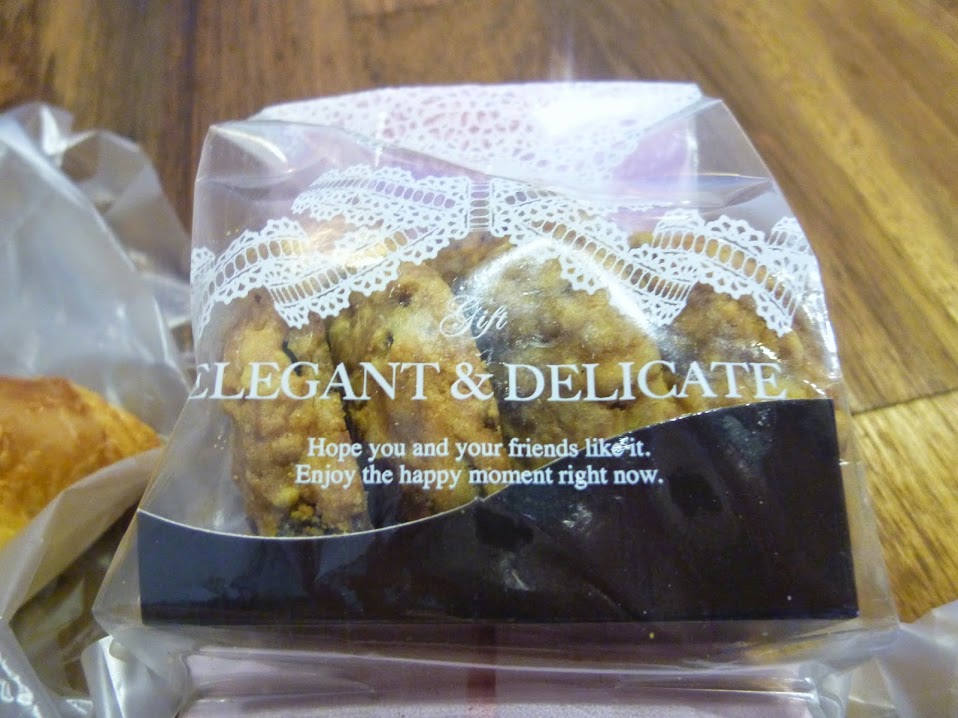 Gift
ELEGANT & DELICATE
Hope you and your friends like it.
Enjoy the happy moment right now.